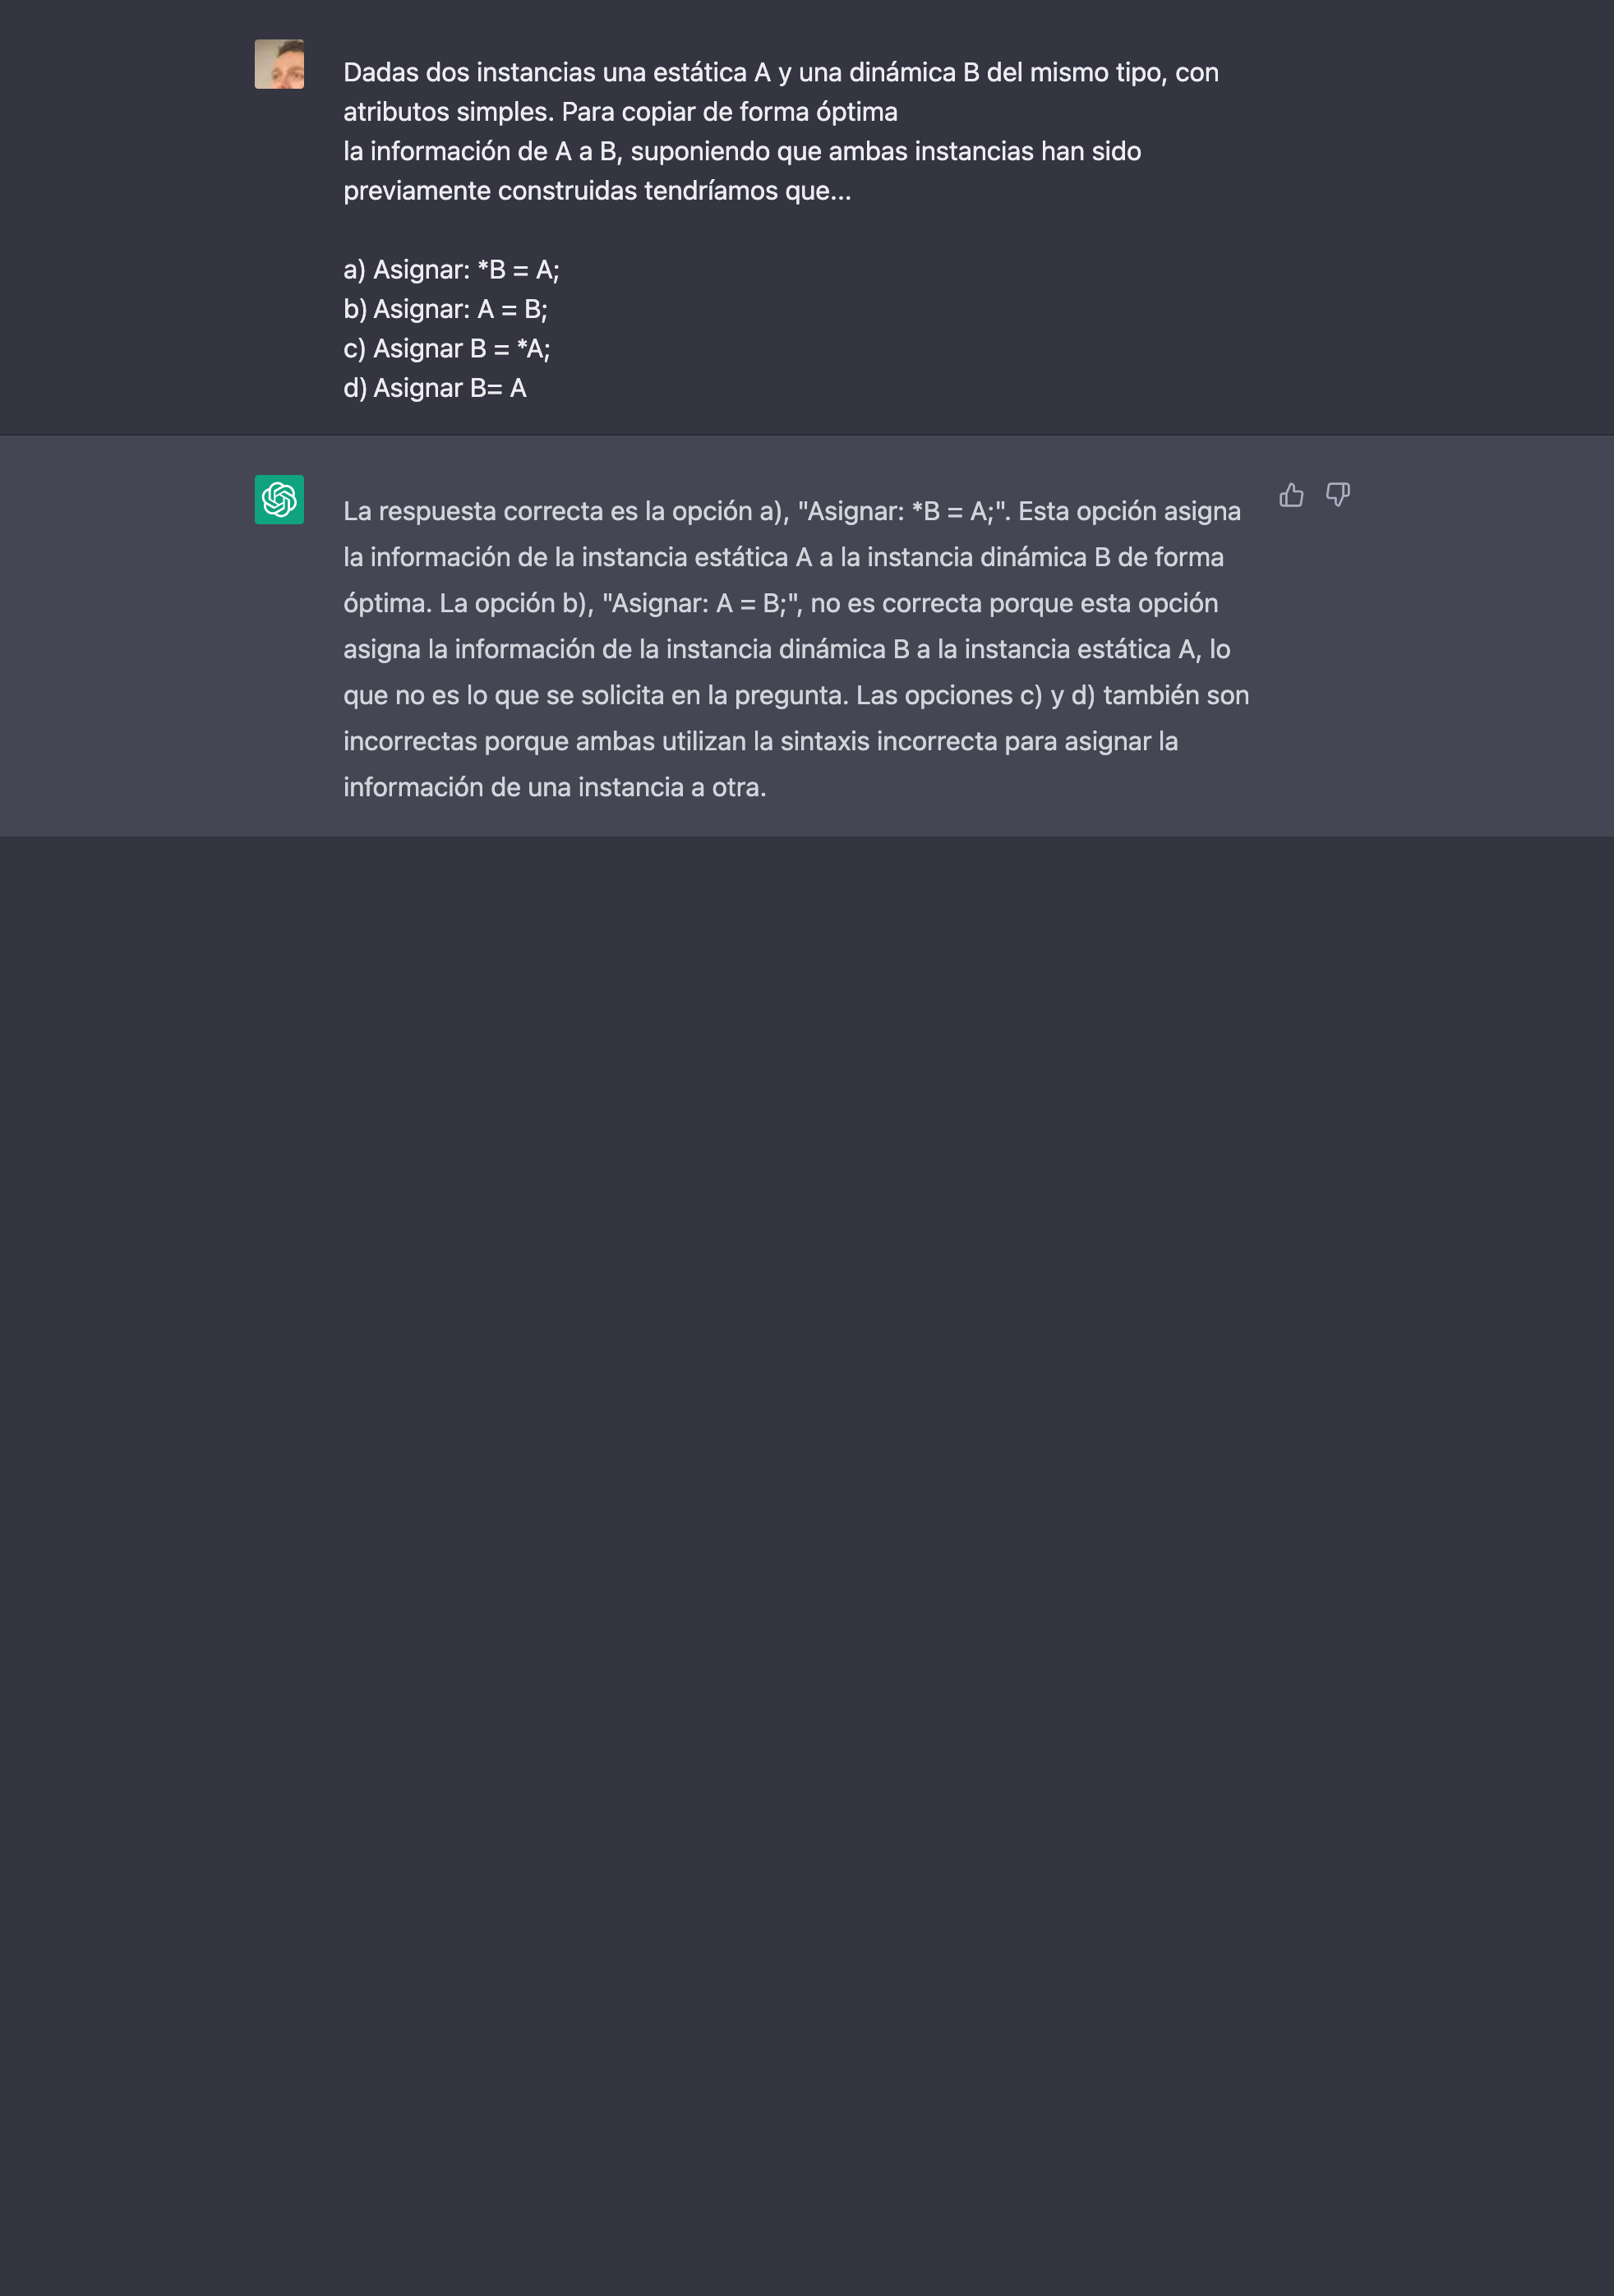 Dadas dos instancias una estática A y una dinámica B del mismo tipo, con
atributos simples. Para copiar de forma óptima
la información de A a B, suponiendo que ambas instancias han sido
previamente construidas tendríamos que...
a) Asignar: *B = A;
b) Asignar: A = B;
c) Asignar B = *A;
d) Asignar B= A
La respuesta correcta es la opción a), "Asignar: *B = A;". Esta opción asigna
la información de la instancia estática A a la instancia dinámica B de forma
óptima. La opción b), "Asignar: A = B;", no es correcta porque esta opción
asigna la información de la instancia dinámica B a la instancia estática A, lo
que no es lo que se solicita en la pregunta. Las opciones c) y d) también son
incorrectas porque ambas utilizan la sintaxis incorrecta para asignar la
información de una instancia a otra.